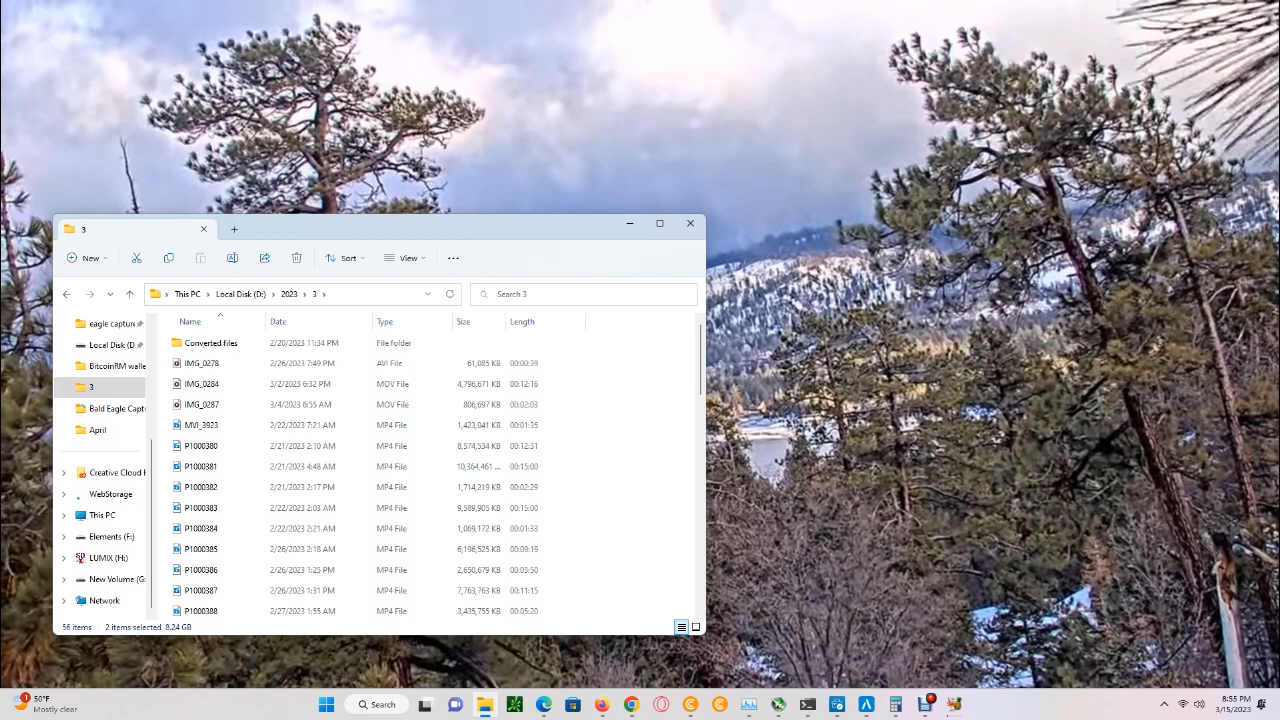 3
New
Sort
View
This PC
Local Disk (D:)
2023
3
Search 3
eagle capture
Local Disk (D
BitcoinRM walle
3
Bald Eagle Capt
April
Creative Cloud F
WebStorage
This PC
Elements (F:)
LUMIX (H:)
New Volume (G:
Network
Name Date Type Size Length
Converted files 2/20/2023 11:34 PM File folder
IMG_0278 2/26/2023 7:49 PM AVI File 61,085 KB 00:00:39
IMG_0284 3/2/2023 6:32 PM MOV File 4,796,671 KB 00:12:16
IMG_0287 3/4/2023 6:55 AM MOV File 806,697 KB 00:02:03
MVI_3923 2/22/2023 7:21 AM MP4 File 1,423,041 KB 00:01:35
P1000380 2/21/2023 2:10 AM MP4 File 8,574,534 KB 00:12:31
P1000381 2/21/2023 4:48 AM MP4 File 10,364,461 ... 00:15:00
P1000382 2/21/2023 2:17 PM MP4 File 1,714,219 KB 00:02:29
P1000383 2/22/2023 2:03 AM MP4 File 9,589,905 KB 00:15:00
P1000384 2/22/2023 2:21 AM MP4 File 1,069,172 KB 00:01:33
P1000385 2/26/2023 2:18 AM MP4 File 6,196,525 KB 00:09:19
P1000386 2/26/2023 1:25 PM MP4 File 2,650,679 KB 00:03:50
P1000387 2/26/2023 1:31 PM MP4 File 7,763,763 KB 00:11:15
P1000388 2/27/2023 1:55 AM MP4 File 3,435,755 KB 00:05:20
56 items 2 items selected 8.24 GB
1
50°F
Mostly clear
Search
8:55 PM
3/15/2023